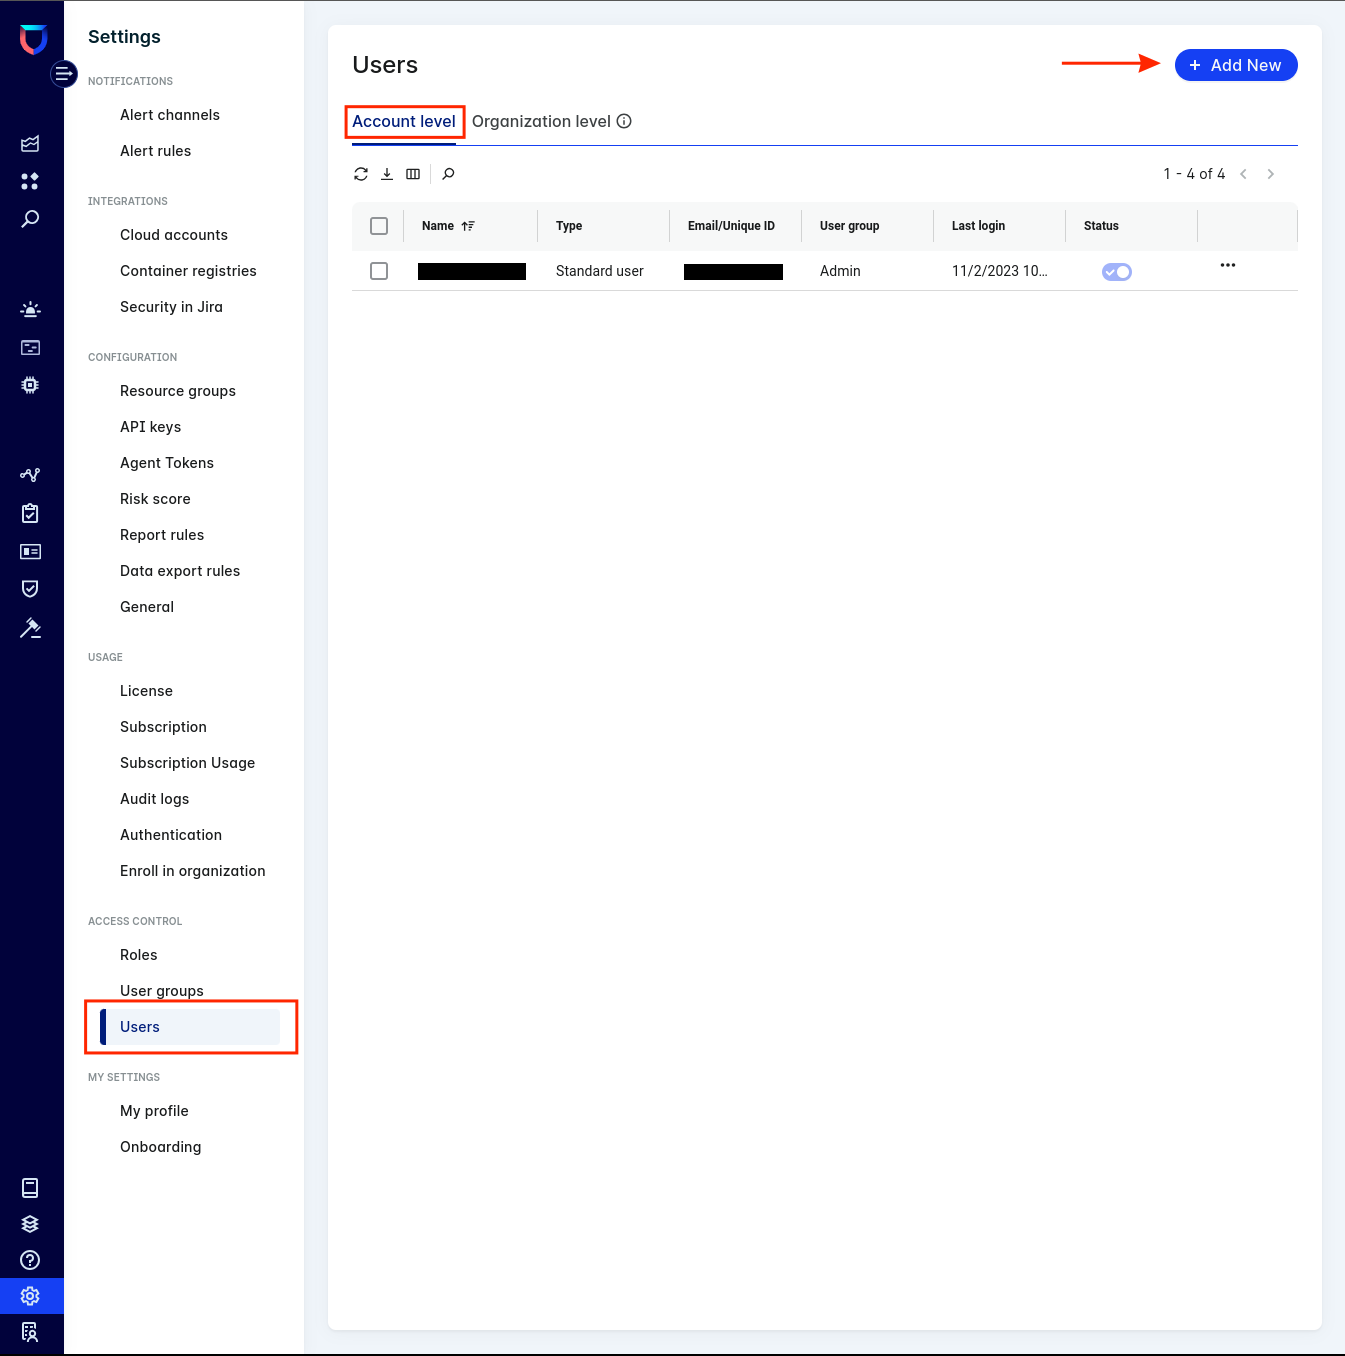 Settings
NOTIFICATIONS
Alert channels
Alert rules
INTEGRATIONS
Cloud accounts
Container registries
Security in Jira
CONFIGURATION
Resource groups
API keys
Agent Tokens
Risk score
Report rules
Data export rules
General
USAGE
License
Subscription
Subscription Usage
Audit logs
Authentication
Enroll in organization
ACCESS CONTROL
Roles
User groups
Users
MY SETTINGS
My profile
Onboarding
Users
+ Add New
Account level Organization level
1 - 4 of 4
Name Type Email/Unique ID User group Last login Status
Standard user Admin 11/2/2023 10...